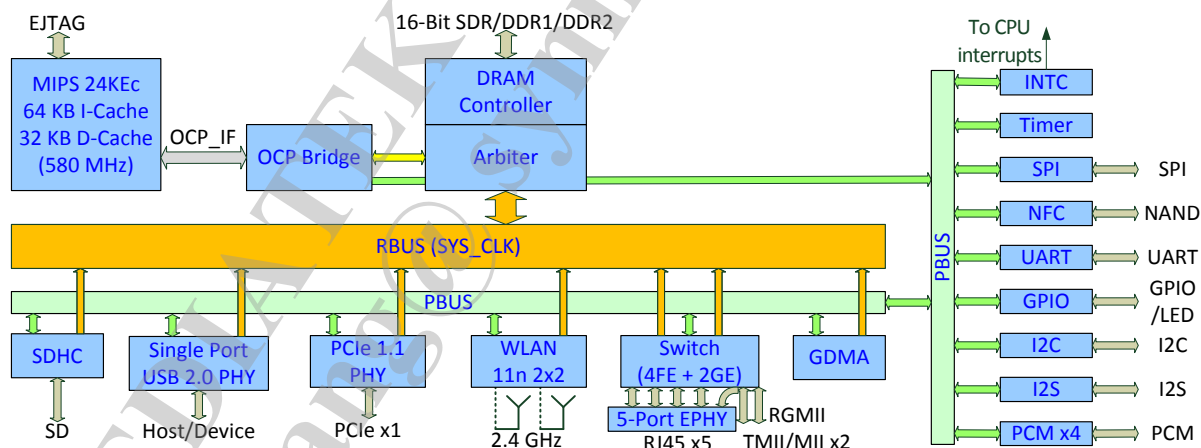 EJTAG
16-Bit SDR/DDR1/DDR2
To CPU
interrupts
MIPS 24KEc
64 KB I-Cache
32 KB D-Cache
(580 MHz)
OCP_IF
OCP Bridge
DRAM
Controller
Arbiter
RBUS (SYS_CLK)
PBUS
SDHC
Single Port
USB 2.0 PHY
PCIe 1.1
PHY
WLAN
11n 2x2
Switch
(4FE + 2GE)
GDMA
5-Port EPHY
SD
Host/Device
PCIe x1
2.4 GHz
RJ45 x5
RGMII
TMII/MII x2
PBUS
INTC
Timer
SPI
SPI
NFC
NAND
UART
UART
GPIO
GPIO
/LED
I2C
I2C
I2S
I2S
PCM x4
PCM